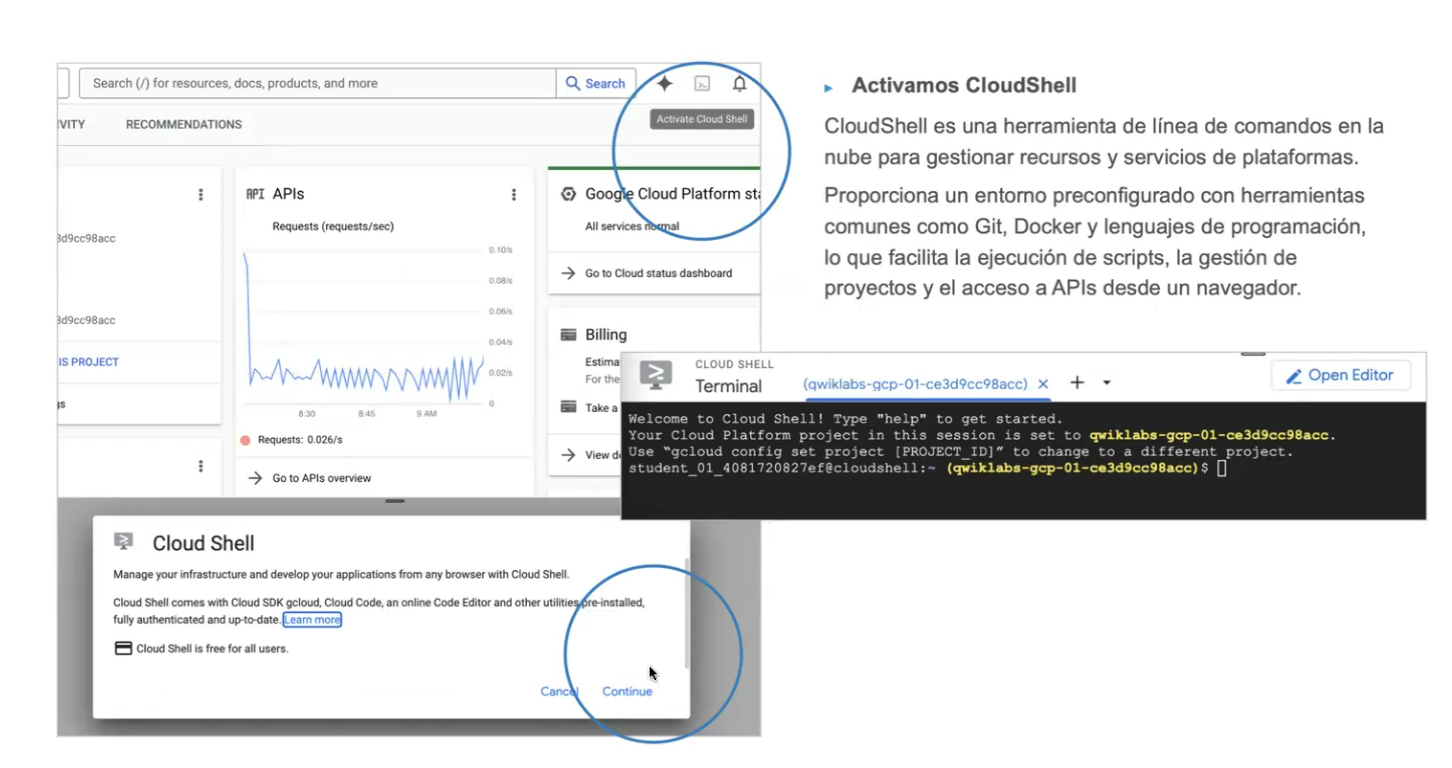 Search (/) for resources, docs, products, and more
Search
Activate Cloud Shell
IVITY
RECOMMENDATIONS
3d9cc98acc
3d9cc98acc
IS PROJECT
gs
API APIs
Requests (requests/sec)
0.10/s
0.08/s
0.06/s
0.04/s
0.02/s
0
8:30
8:45
9 AM
Requests: 0.026/s
Go to APIs overview
Google Cloud Platform sta
All services normal
Go to Cloud status dashboard
Billing
Estima
For the
Take a
View de
Cloud Shell
Manage your infrastructure and develop your applications from any browser with Cloud Shell.
Cloud Shell comes with Cloud SDK gcloud, Cloud Code, an online Code Editor and other utilities pre-installed,
fully authenticated and up-to-date. Learn more
Cloud Shell is free for all users.
Cancel
Continue
Activamos CloudShell
CloudShell es una herramienta de línea de comandos en la
nube para gestionar recursos y servicios de plataformas.
Proporciona un entorno preconfigurado con herramientas
comunes como Git, Docker y lenguajes de programación,
lo que facilita la ejecución de scripts, la gestión de
proyectos y el acceso a APIs desde un navegador.
CLOUD SHELL
Terminal
(qwiklabs-gcp-01-ce3d9cc98acc)
Open Editor
Welcome to Cloud Shell! Type "help" to get started.
Your Cloud Platform project in this session is set to qwiklabs-gcp-01-ce3d9cc98acc.
Use “gcloud config set project [PROJECT_ID]” to change to a different project.
student_01_4081720827ef@cloudshell:~ (qwiklabs-gcp-01-ce3d9cc98acc)$